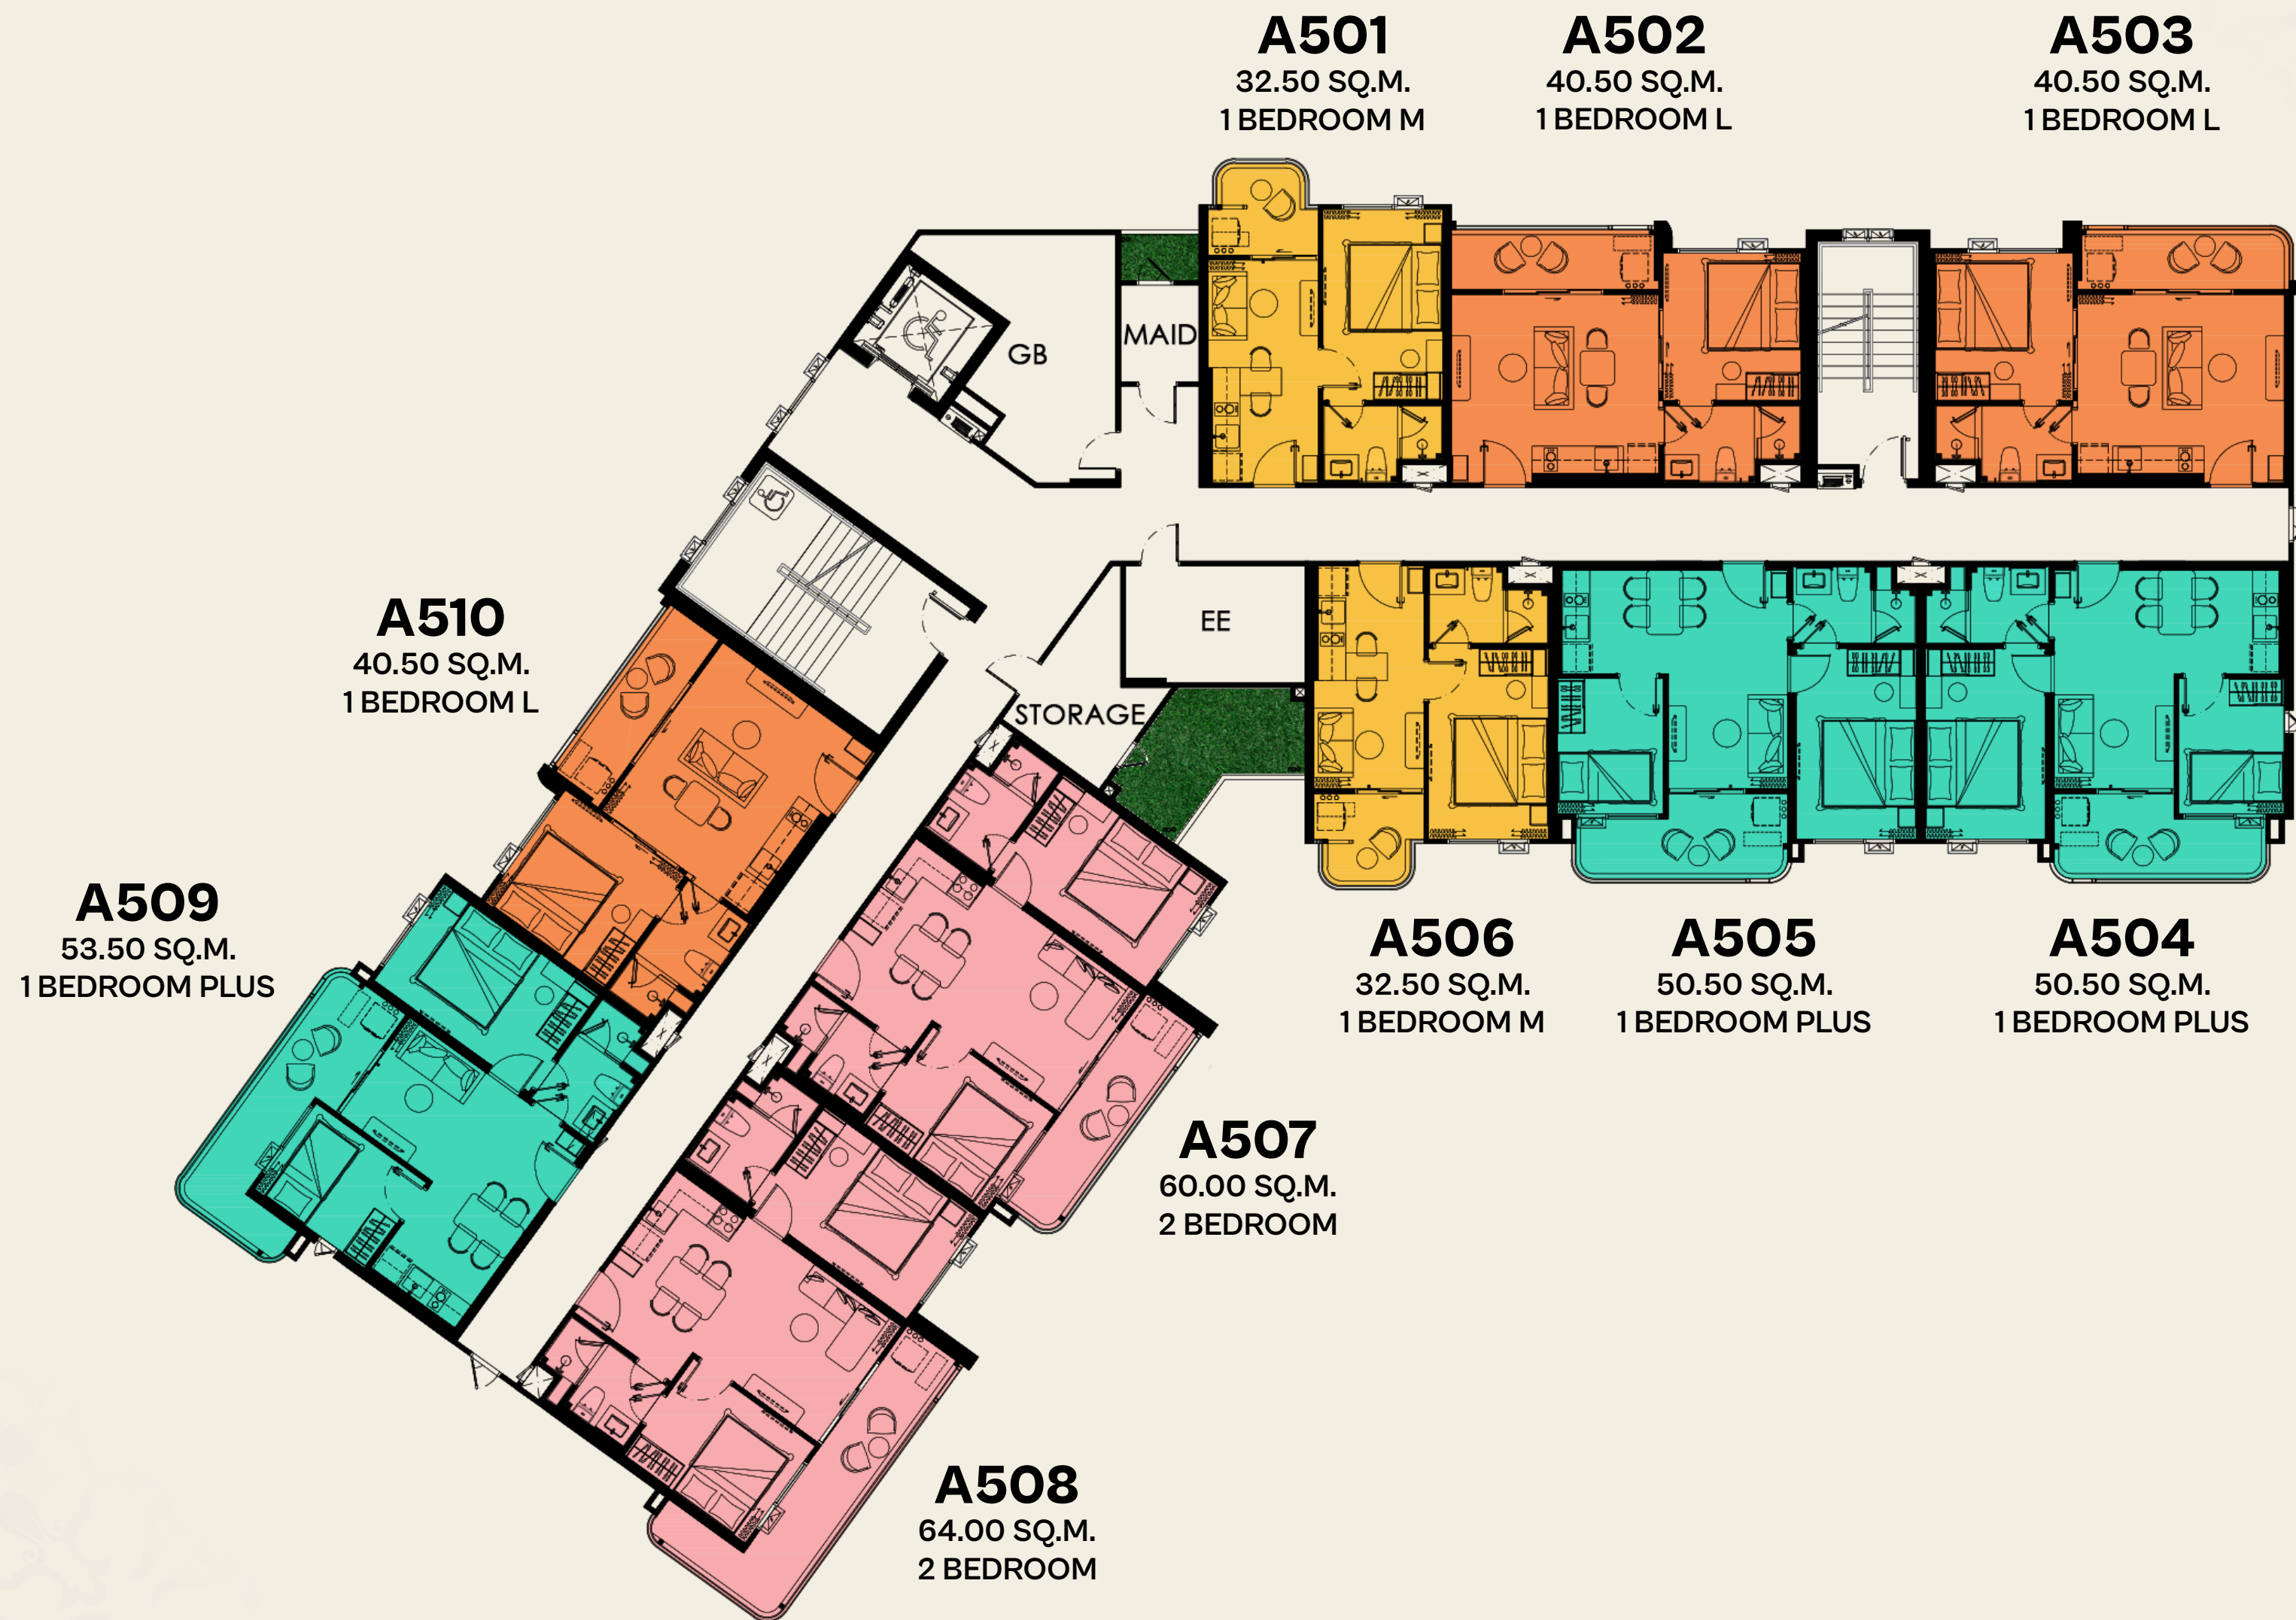 A501
32.50 SQ.M.
1 BEDROOM M
A502
40.50 SQ.M.
1 BEDROOM L
A503
40.50 SQ.M.
1 BEDROOM L
GB
MAID
EE
STORAGE
A510
40.50 SQ.M.
1 BEDROOM L
A509
53.50 SQ.M.
1 BEDROOM PLUS
A506
32.50 SQ.M.
1 BEDROOM M
A505
50.50 SQ.M.
1 BEDROOM PLUS
A504
50.50 SQ.M.
1 BEDROOM PLUS
A507
60.00 SQ.M.
2 BEDROOM
A508
64.00 SQ.M.
2 BEDROOM